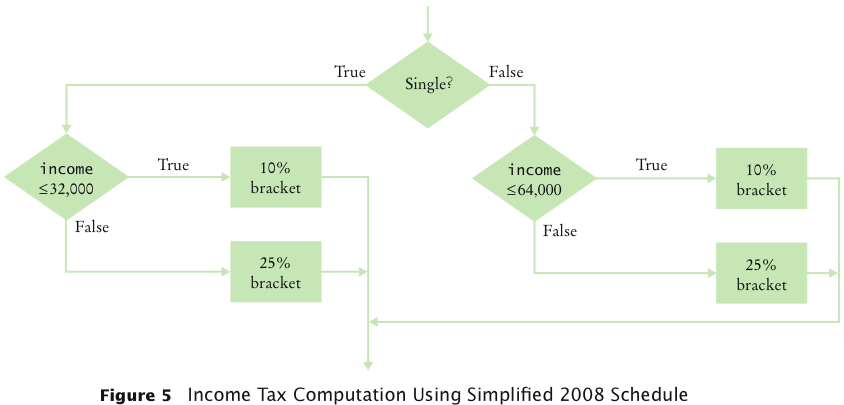 Single?
True
False
income
≤32,000
True
10%
bracket
False
25%
bracket
income
≤64,000
True
10%
bracket
False
25%
bracket
Figure 5 Income Tax Computation Using Simplified 2008 Schedule